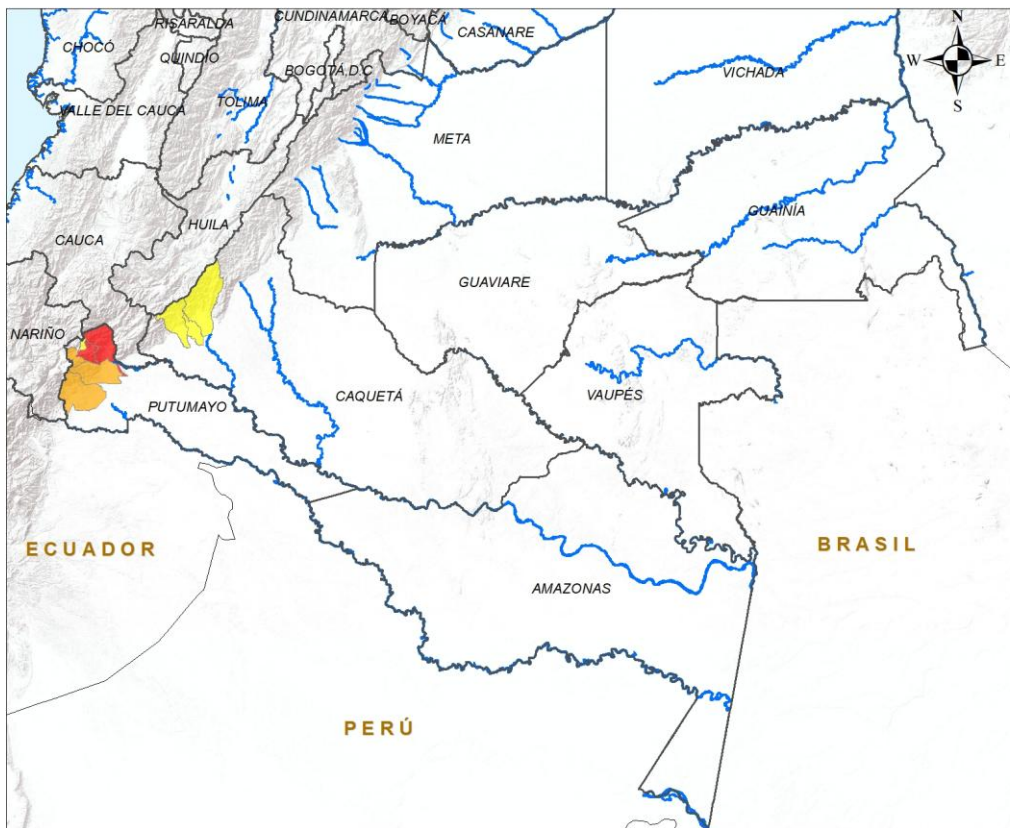 RISARALDA
CUNDINAMARCA
BOYACÁ
CASANARE
N
CHOCÓ
QUINDÍO
BOGOTÁ,D.C
VICHADA
W
E
S
VALLE DEL CAUCA
TOLIMA
META
GUAINÍA
HUILA
CAUCA
GUAVIARE
NARIÑO
CAQUETÁ
VAUPÉS
PUTUMAYO
ECUADOR
BRASIL
AMAZONAS
PERÚ